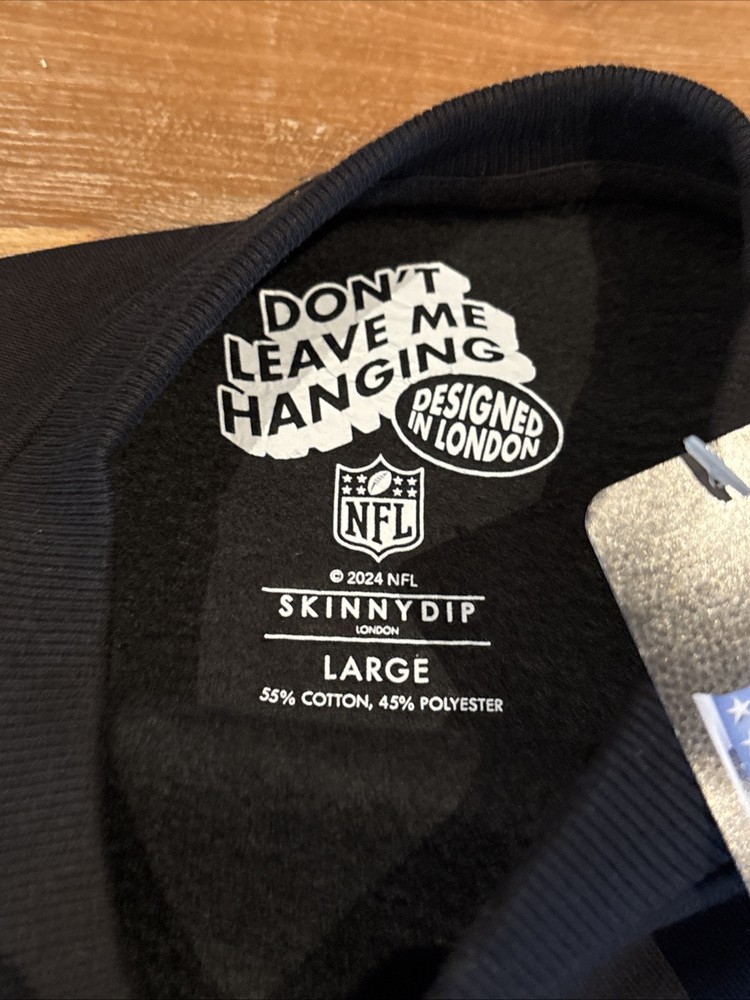 DON'T
LEAVE ME
HANGING
DESIGNED
IN LONDON
NFL
© 2024 NFL
SKINNYDIP
LONDON
LARGE
55% COTTON, 45% POLYESTER